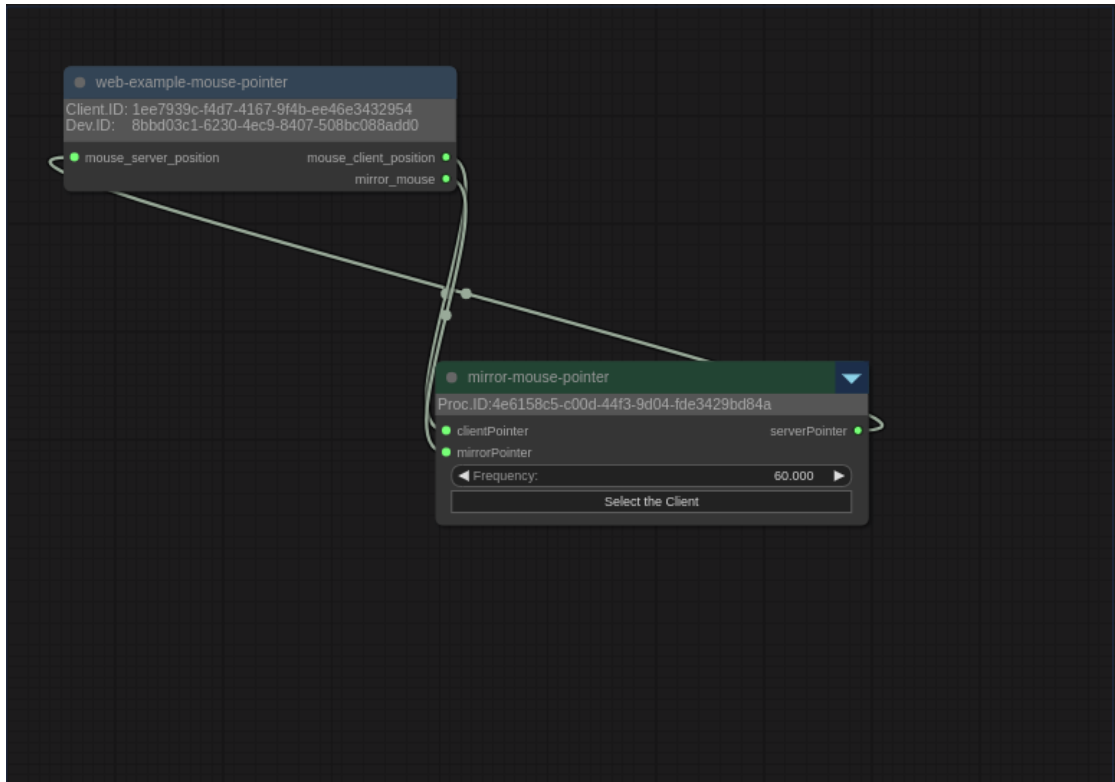 web-example-mouse-pointer
Client.ID: 1ee7939c-f4d7-4167-9f4b-ee46e3432954
Dev.ID: 8bbd03c1-6230-4ec9-8407-508bc088add0
mouse_server_position mouse_client_position
mirror_mouse
mirror-mouse-pointer
Proc.ID:4e6158c5-c00d-44f3-9d04-fde3429bd84a
clientPointer serverPointer
mirrorPointer
Frequency: 60.000
Select the Client